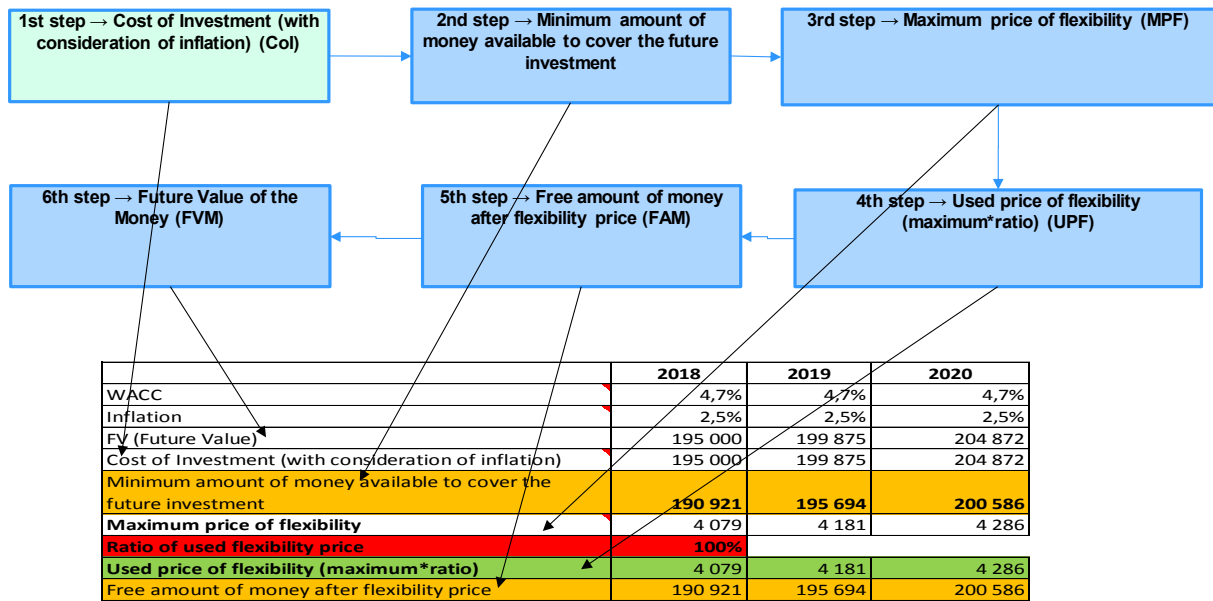 1st step → Cost of Investment (with
consideration of inflation) (CoI)
2nd step → Minimum amount of
money available to cover the future
investment
3rd step → Maximum price of flexibility (MPF)
6th step → Future Value of the
Money (FVM)
5th step → Free amount of money
after flexibility price (FAM)
4th step → Used price of flexibility
(maximum*ratio) (UPF)
2018 2019 2020
WACC 4,7% 4,7% 4,7%
Inflation 2,5% 2,5% 2,5%
FV (Future Value) 195 000 199 875 204 872
Cost of Investment (with consideration of inflation) 195 000 199 875 204 872
Minimum amount of money available to cover the
future investment 190 921 195 694 200 586
Maximum price of flexibility 4 079 4 181 4 286
Ratio of used flexibility price 100%
Used price of flexibility (maximum*ratio) 4 079 4 181 4 286
Free amount of money after flexibility price 190 921 195 694 200 586